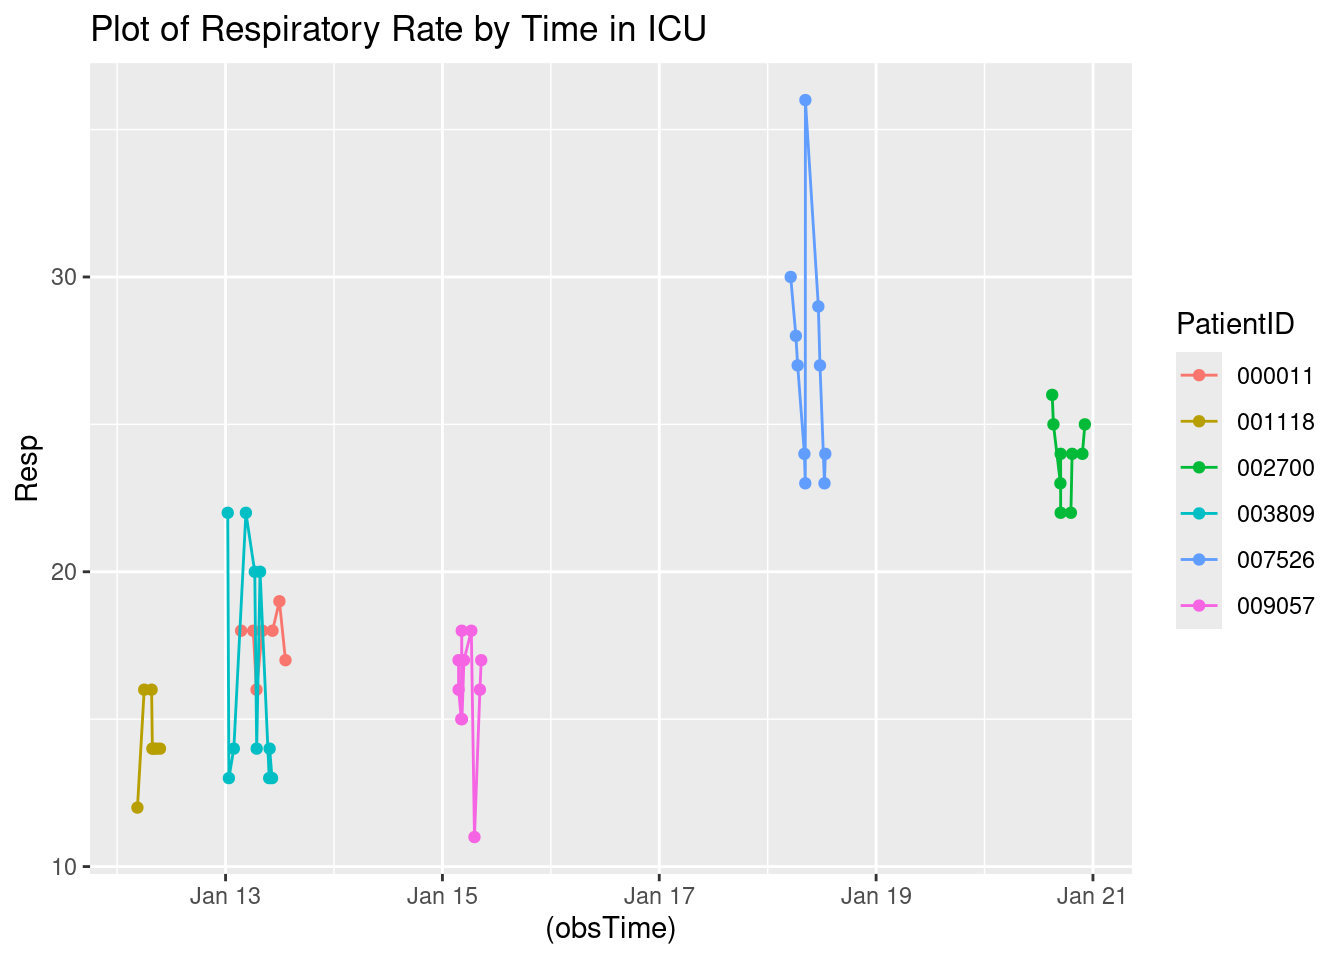 Plot of Respiratory Rate by Time in ICU
30
20
10
Resp
Jan 13
Jan 15
Jan 17
Jan 19
Jan 21
(obsTime)
PatientID
000011
001118
002700
003809
007526
009057